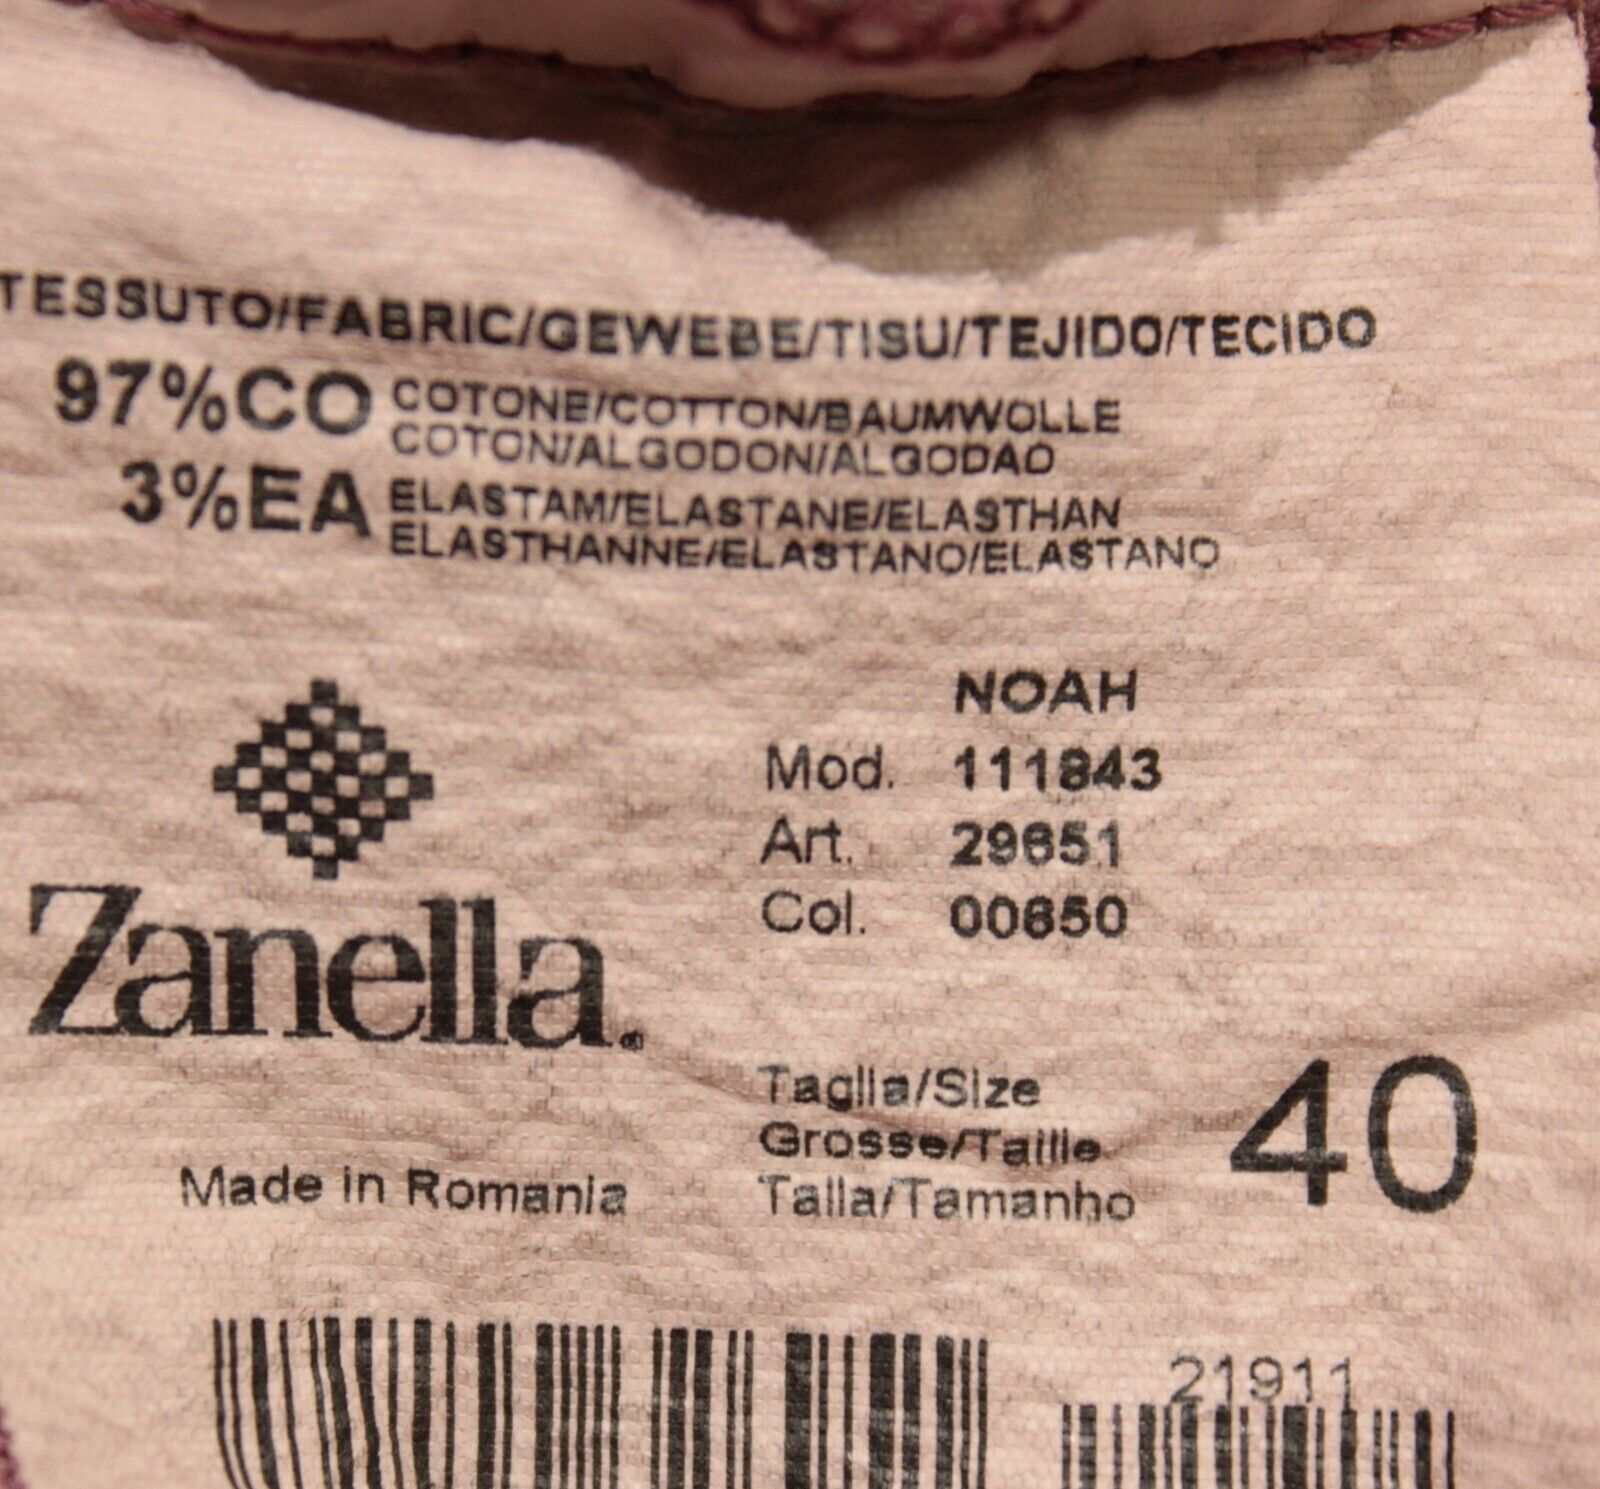 TESSUTO/FABRIC/GEWEBE/TISU/TEJIDO/TECIDO
97%CO COTONE/COTTON/BAUMWOLLE
COTON/ALGODON/ALGODAO
3%EA ELASTAM/ELASTANE/ELASTHAN
ELASTHANNE/ELASTANO/ELASTANO
NOAH
Mod. 111843
Art. 29651
Col. 00650
Zanella®
Taglia/Size 40
Grosse/Taille
Talla/Tamanho
Made in Romania
21911